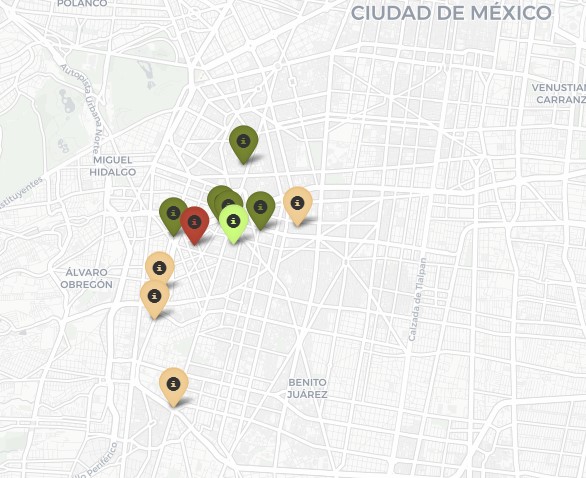 POLANCO
CIUDAD DE MÉXICO
Autopista Urbana Norte
VENUSTIAN
CARRANZ
MIGUEL
HIDALGO
stituyentes
ÁLVARO
OBREGÓN
Calzada de Tlalpan
BENITO
JUÁREZ
lo Periférico